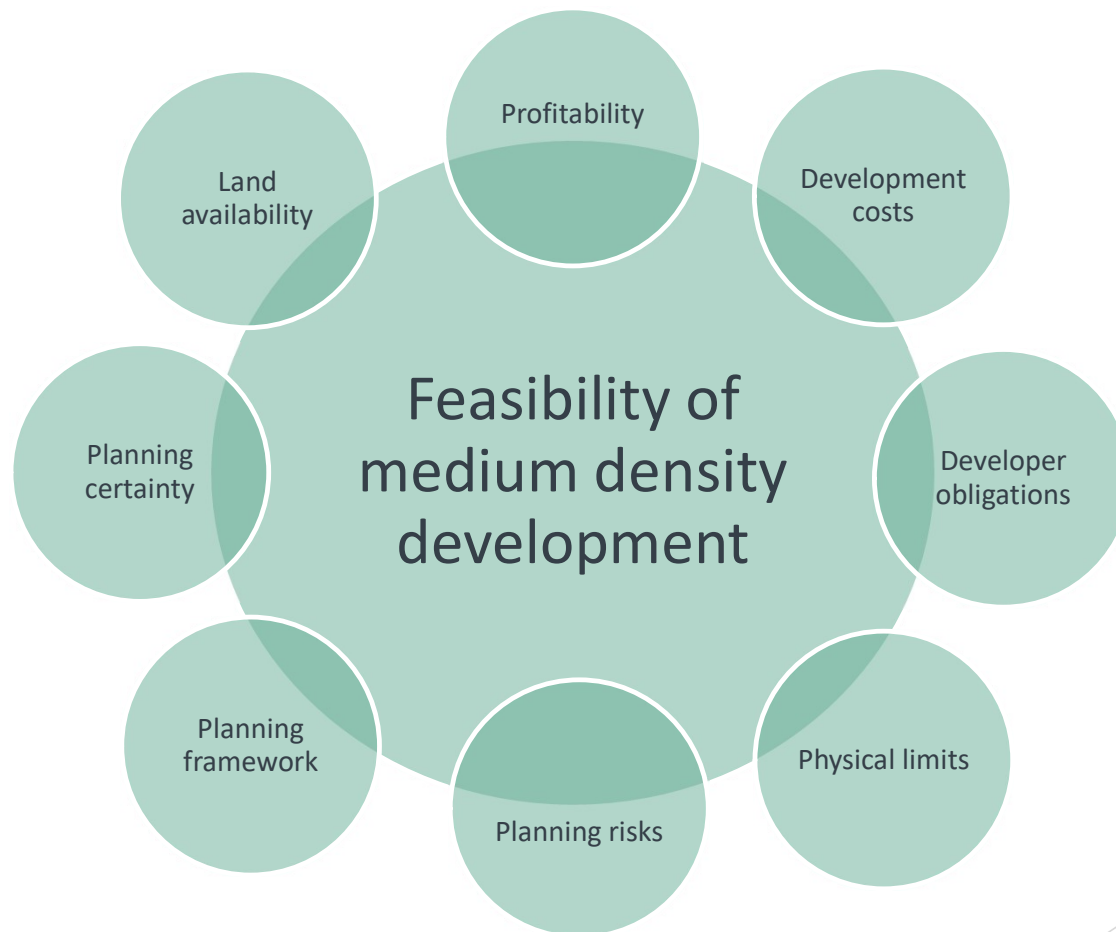 Profitability
Development
costs
Developer
obligations
Physical limits
Planning risks
Planning
framework
Planning
certainty
Land
availability
Feasibility of
medium density
development